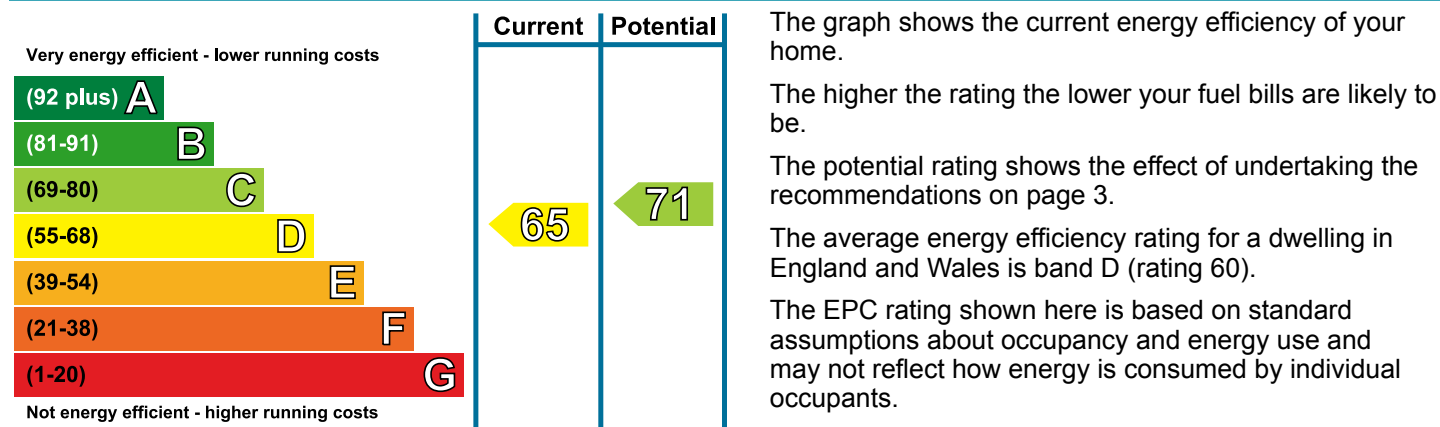 Current Potential
Very energy efficient - lower running costs
(92 plus) A
(81-91) B
(69-80) C
(55-68) D
(39-54) E
(21-38) F
(1-20) G
Not energy efficient - higher running costs
65
71
The graph shows the current energy efficiency of your
home.
The higher the rating the lower your fuel bills are likely to
be.
The potential rating shows the effect of undertaking the
recommendations on page 3.
The average energy efficiency rating for a dwelling in
England and Wales is band D (rating 60).
The EPC rating shown here is based on standard
assumptions about occupancy and energy use and
may not reflect how energy is consumed by individual
occupants.